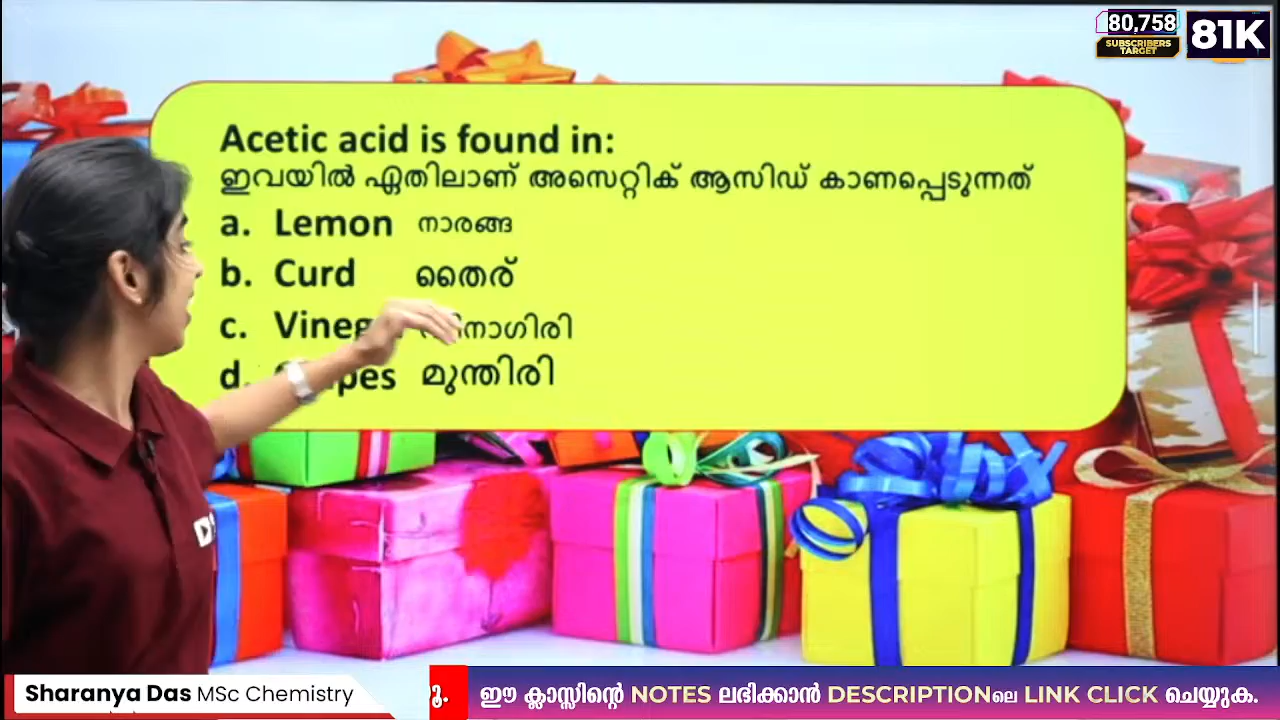 80,758
SUBSCRIBERS
TARGET
81K
Acetic acid is found in:
ഇവയിൽ ഏതിലാണ് അസെറ്റിക് ആസിഡ് കാണപ്പെടുന്നത്
a. Lemon നാരങ്ങ
b. Curd തൈര്
c.
d. മുന്തിരി
Sharanya Das MSc Chemistry
ഈ ക്ലാസ്സിന്റെ NOTES ലഭിക്കാൻ DESCRIPTIONലെ LINK CLICK ചെയ്യുക.